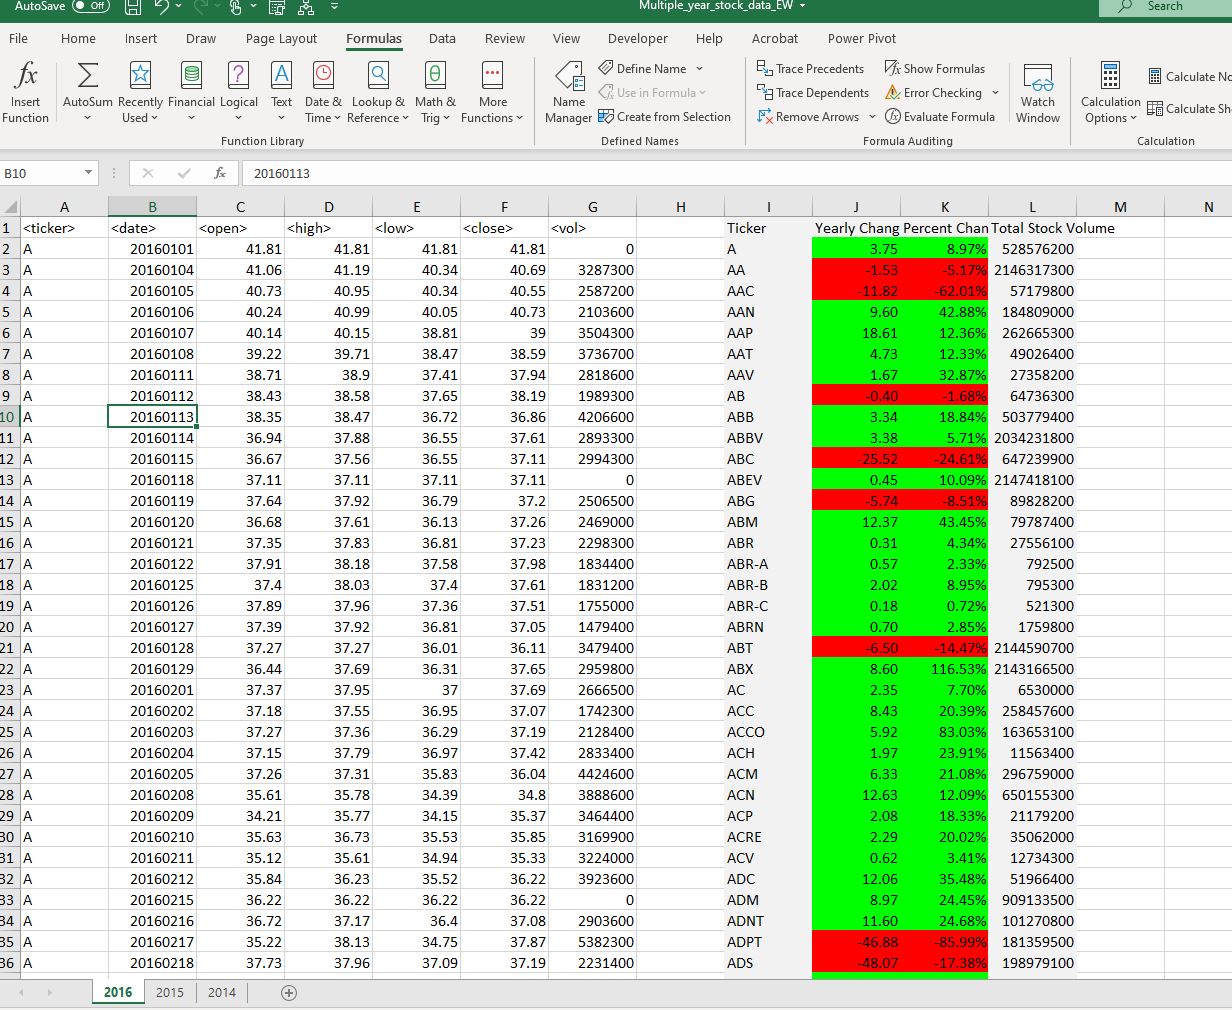 AutoSave Off Multiple_year_stock_data_EW Search
File Home Insert Draw Page Layout Formulas Data Review View Developer Help Acrobat Power Pivot
fx Define Name Trace Precedents Show Formulas Calculate
Use in Formula Trace Dependents Error Checking
Insert AutoSum Recently Financial Logical Text Date & Lookup & Math & More Name Watch Calculation Calculate
Function Used Time Reference Trig Functions Manager Create from Selection Remove Arrows Evaluate Formula Window Options
Function Library Defined Names Formula Auditing Calculation
B10 fx 20160113
A B C D E F G H I J K L M N
1 <ticker> <date> <open> <high> <low> <close> <vol> Ticker Yearly Chang Percent Chan Total Stock Volume
2 A 20160101 41.81 41.81 41.81 41.81 0 A 3.75 8.97% 528576200
3 A 20160104 41.06 41.19 40.34 40.69 3287300 AA -1.53 -5.17% 2146317300
4 A 20160105 40.73 40.95 40.34 40.55 2587200 AAC -11.82 -62.01% 57179800
5 A 20160106 40.24 40.99 40.05 40.73 2103600 AAN 9.60 42.88% 184809000
6 A 20160107 40.14 40.15 38.81 39 3504300 AAP 18.61 12.36% 262665300
7 A 20160108 39.22 39.71 38.47 38.59 3736700 AAT 4.73 12.33% 49026400
8 A 20160111 38.71 38.9 37.41 37.94 2818600 AAV 1.67 32.87% 27358200
9 A 20160112 38.43 38.58 37.65 38.19 1989300 AB -0.40 -1.68% 64736300
10 A 20160113 38.35 38.47 36.72 36.86 4206600 ABB 3.34 18.84% 503779400
11 A 20160114 36.94 37.88 36.55 37.61 2893300 ABBV 3.38 5.71% 2034231800
12 A 20160115 36.67 37.56 36.55 37.11 2994300 ABC -25.52 -24.61% 647239900
13 A 20160118 37.11 37.11 37.11 37.11 0 ABEV 0.45 10.09% 2147418100
14 A 20160119 37.64 37.92 36.79 37.2 2506500 ABG -5.74 -8.51% 89828200
15 A 20160120 36.68 37.61 36.13 37.26 2469000 ABM 12.37 43.45% 79787400
16 A 20160121 37.35 37.83 36.81 37.23 2298300 ABR 0.31 4.34% 27556100
17 A 20160122 37.91 38.18 37.58 37.98 1834400 ABR-A 0.57 2.33% 792500
18 A 20160125 37.4 38.03 37.4 37.61 1831200 ABR-B 2.02 8.95% 795300
19 A 20160126 37.89 37.96 37.36 37.51 1755000 ABR-C 0.18 0.72% 521300
20 A 20160127 37.39 37.92 36.81 37.05 1479400 ABRN 0.70 2.85% 1759800
21 A 20160128 37.27 37.27 36.01 36.11 3479400 ABT -6.50 -14.47% 2144590700
22 A 20160129 36.44 37.69 36.31 37.65 2959800 ABX 8.60 116.53% 2143166500
23 A 20160201 37.37 37.95 37 37.69 2666500 AC 2.35 7.70% 6530000
24 A 20160202 37.18 37.55 36.95 37.07 1742300 ACC 8.43 20.39% 258457600
25 A 20160203 37.27 37.36 36.29 37.19 2128400 ACCO 5.92 83.03% 163653100
26 A 20160204 37.15 37.79 36.97 37.42 2833400 ACH 1.97 23.91% 11563400
27 A 20160205 37.26 37.31 35.83 36.04 4424600 ACM 6.33 21.08% 296759000
28 A 20160208 35.61 35.78 34.39 34.8 3888600 ACN 12.63 12.09% 650155300
29 A 20160209 34.21 35.77 34.15 35.37 3464400 ACP 2.08 18.33% 21179200
30 A 20160210 35.63 36.73 35.53 35.85 3169900 ACRE 2.29 20.02% 35062000
31 A 20160211 35.12 35.61 34.94 35.33 3224000 ACV 0.62 3.41% 12734300
32 A 20160212 35.84 36.23 35.52 36.22 3923600 ADC 12.06 35.48% 51966400
33 A 20160215 36.22 36.22 36.22 36.22 0 ADM 8.97 24.45% 909133500
34 A 20160216 36.72 37.17 36.4 37.08 2903600 ADNT 11.60 24.68% 101270800
35 A 20160217 35.22 38.13 34.75 37.87 5382300 ADPT -46.88 -85.99% 181359500
36 A 20160218 37.73 37.96 37.09 37.19 2231400 ADS -48.07 -17.38% 198979100
2016 2015 2014